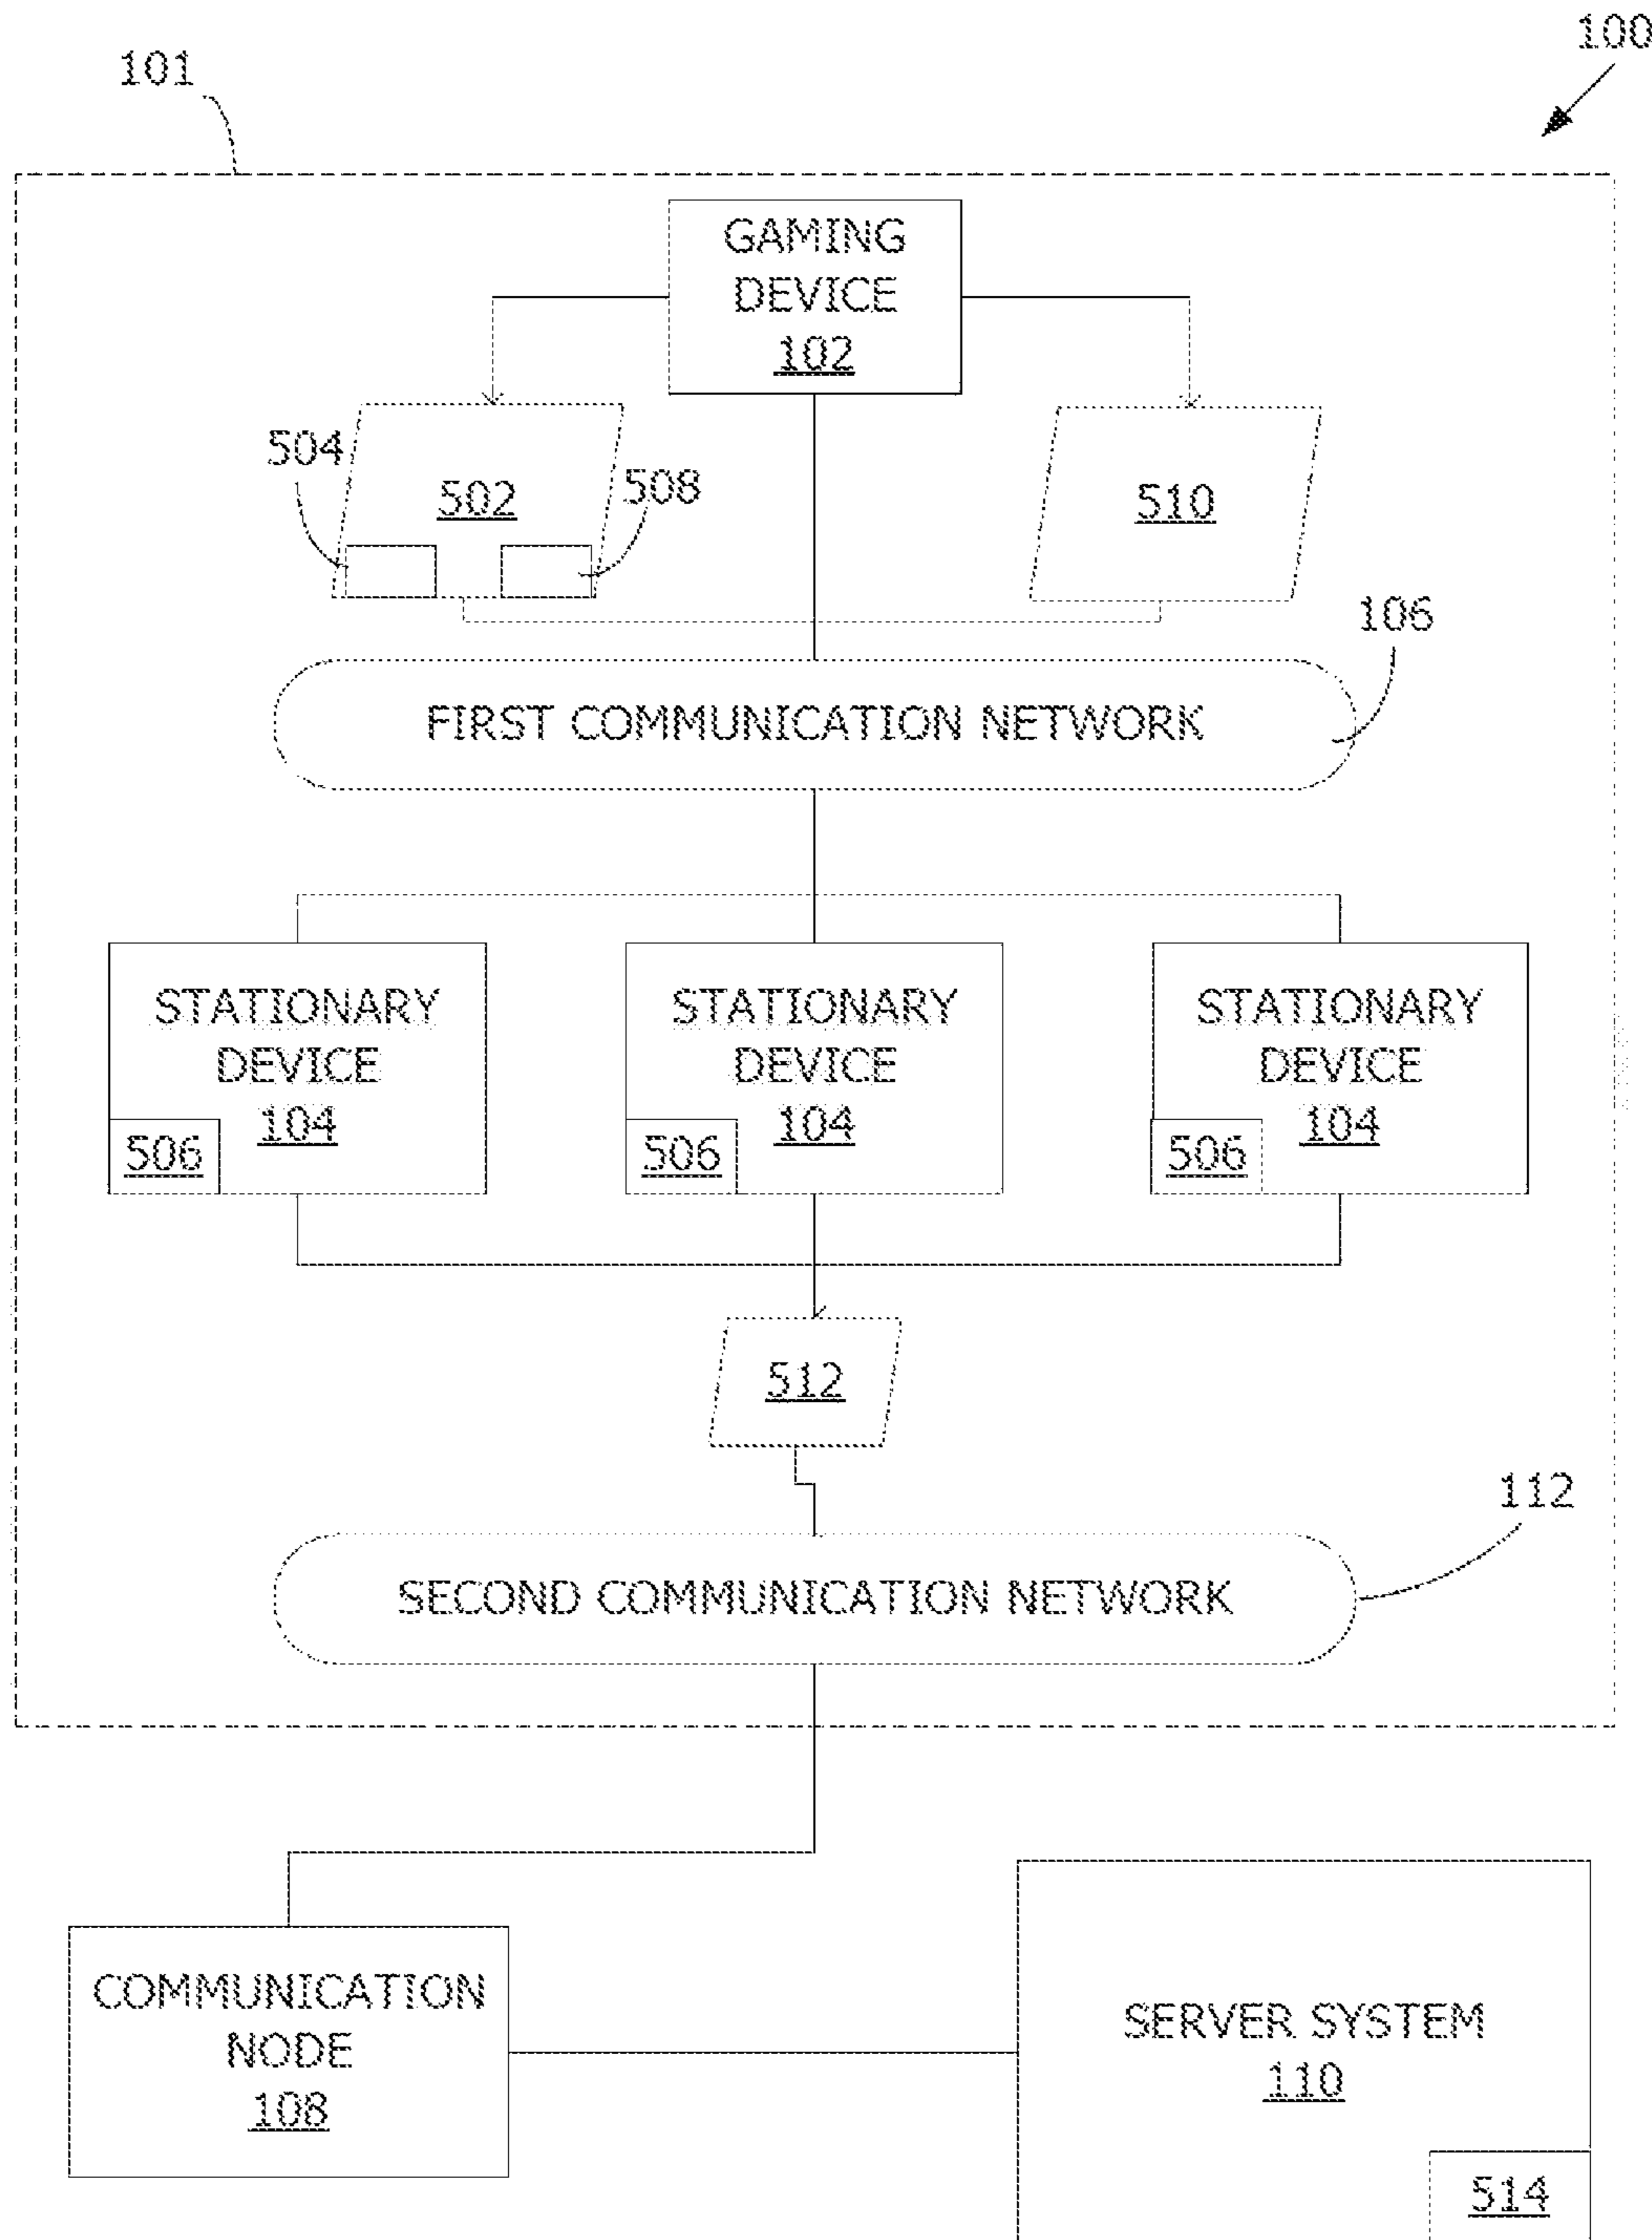 100
101
GAMING
DEVICE
102
504
502
508
510
106
FIRST COMMUNICATION NETWORK
STATIONARY
DEVICE
104
506
STATIONARY
DEVICE
104
506
STATIONARY
DEVICE
104
506
512
112
SECOND COMMUNICATION NETWORK
COMMUNICATION
NODE
108
SERVER SYSTEM
110
514